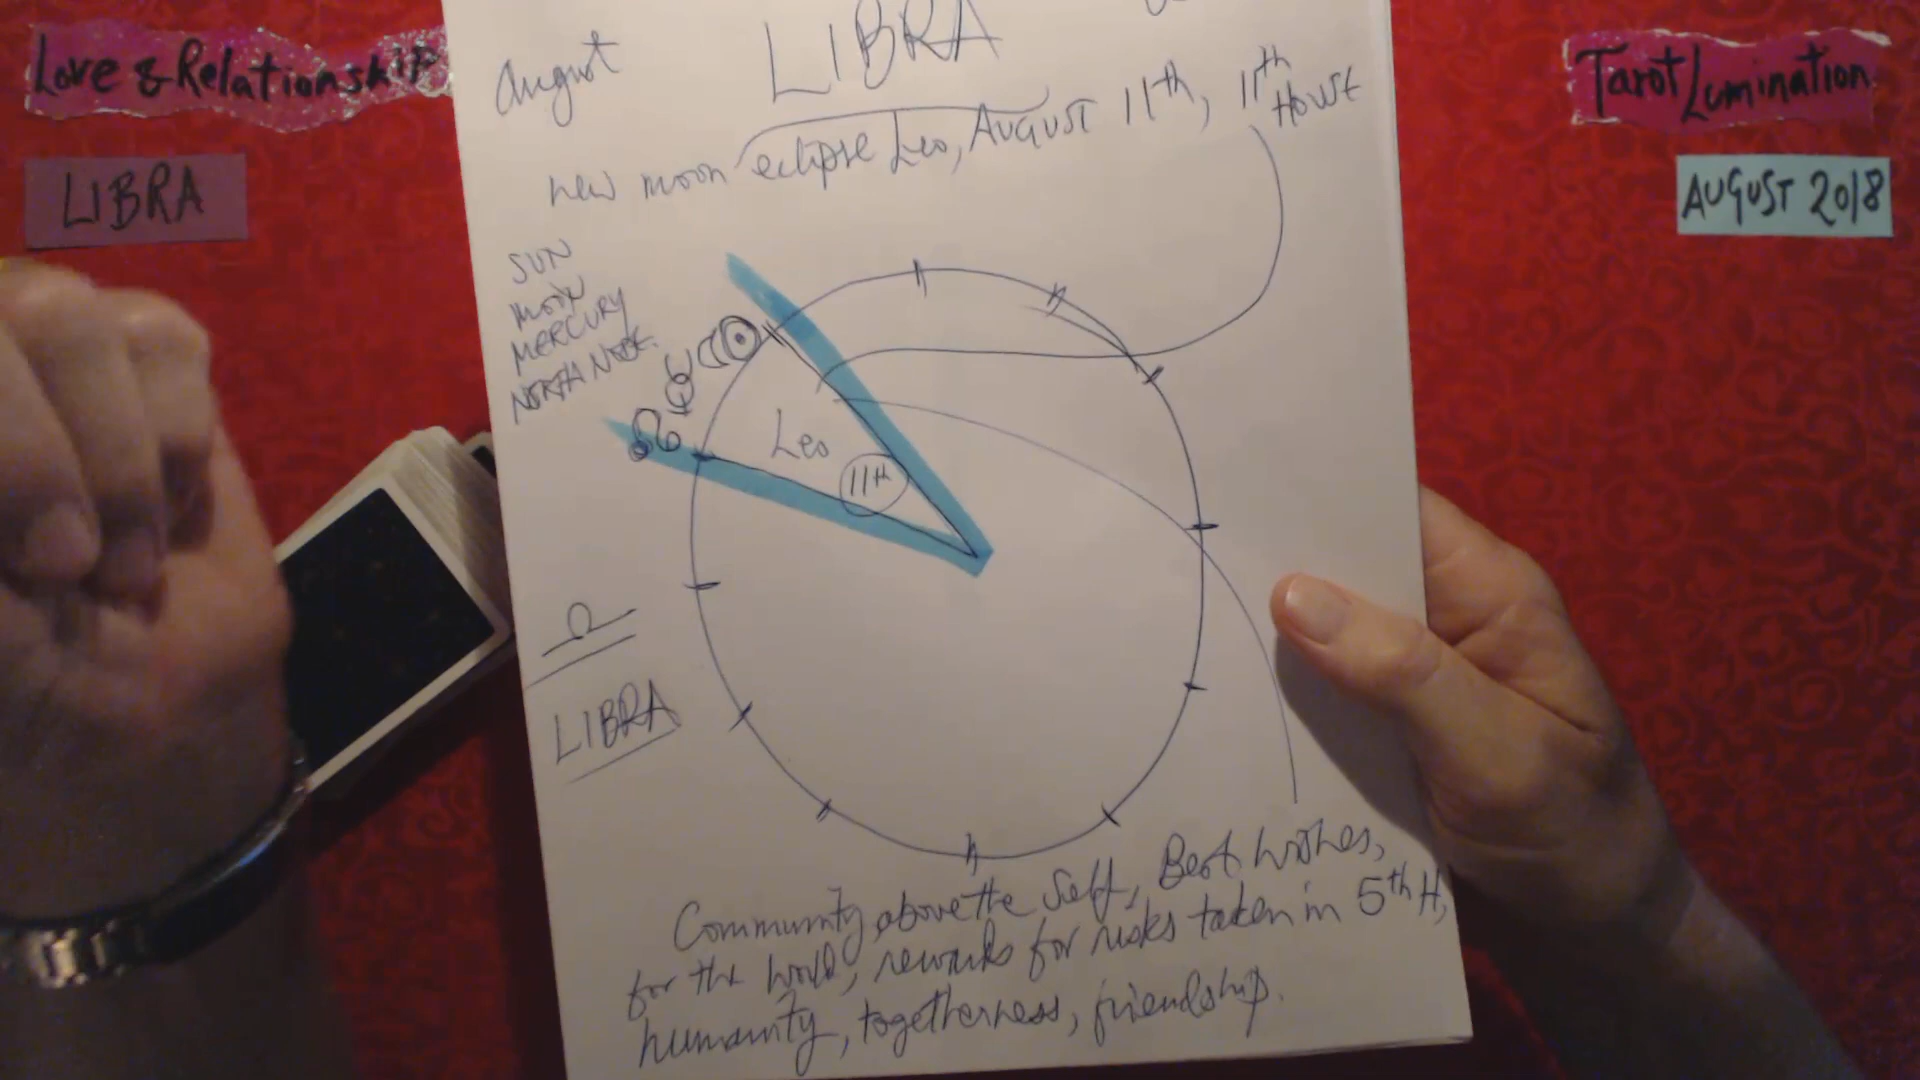 Love & Relationship
Tarot Lumination
LIBRA
AUGUST 2018
LIBRA
August
new moon eclipse Leo, August 11th, 11th House
SUN
MOON
MERCURY
NORTH NODE.
Leo
11th
LIBRA
Community above the Self, Best wishes,
for the world, rewards for risks taken in 5th H,
humanity, togetherness, friendship.